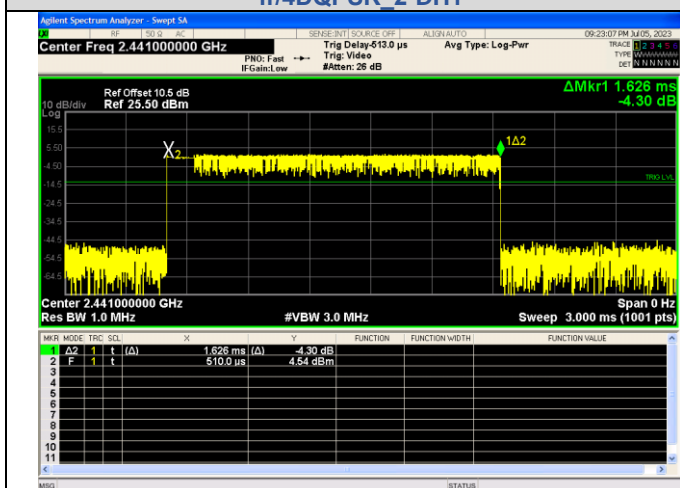 Agilent Spectrum Analyzer - Swept SA
RF 50 Ω AC SENSE:INT SOURCE OFF ALIGN AUTO 09:23:07 PM Jul 05, 2023
Center Freq 2.441000000 GHz Trig Delay-613.0 µs Avg Type: Log-Pwr TRACE 1 2 3 4 5 6
PNO: Fast Trig: Video TYPE WWWWWW
IFGain:Low #Atten: 26 dB DET N N N N N N
Ref Offset 10.5 dB ΔMkr1 1.626 ms
10 dB/div Ref 25.50 dBm -4.30 dB
Log
15.5
5.50
-4.50
-14.5
-24.5
-34.5
-44.5
-54.5
-64.5
X2
1Δ2
TRIG LVL
Center 2.441000000 GHz Span 0 Hz
Res BW 1.0 MHz #VBW 3.0 MHz Sweep 3.000 ms (1001 pts)
MKR MODE TRC SCL X Y FUNCTION FUNCTION WIDTH FUNCTION VALUE
1 Δ2 1 t (Δ) 1.626 ms (Δ) -4.30 dB
2 F 1 t 510.0 µs 4.54 dBm
3
4
5
6
7
8
9
10
11
MSG STATUS